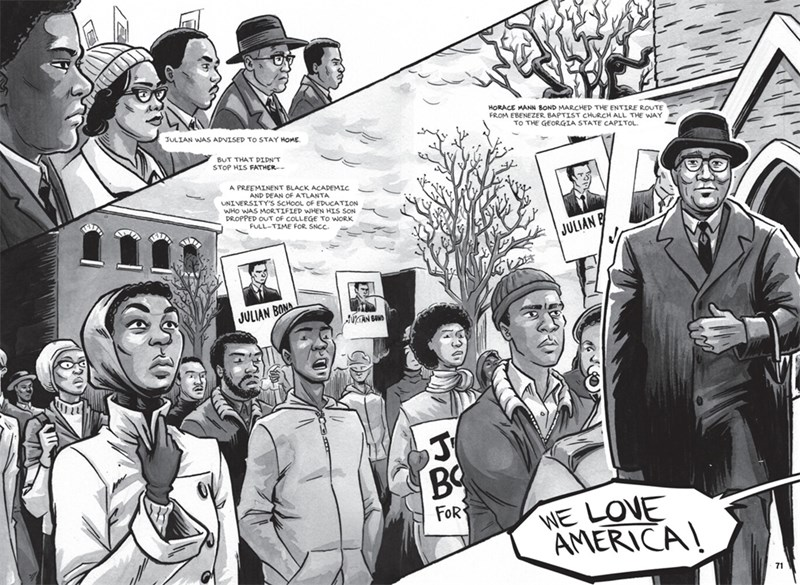 JULIAN WAS ADVISED TO STAY HOME.
BUT THAT DIDN'T
STOP HIS FATHER--
A PREEMINENT BLACK ACADEMIC
AND DEAN OF ATLANTA
UNIVERSITY'S SCHOOL OF EDUCATION
WHO WAS MORTIFIED WHEN HIS SON
DROPPED OUT OF COLLEGE TO WORK
FULL-TIME FOR SNCC.
HORACE MANN BOND MARCHED THE ENTIRE ROUTE
FROM EBENEZER BAPTIST CHURCH ALL THE WAY
TO THE GEORGIA STATE CAPITOL.
JULIAN BOND
JULIAN BOND
JULIAN B
J
BO
FOR
WE LOVE
AMERICA!
71